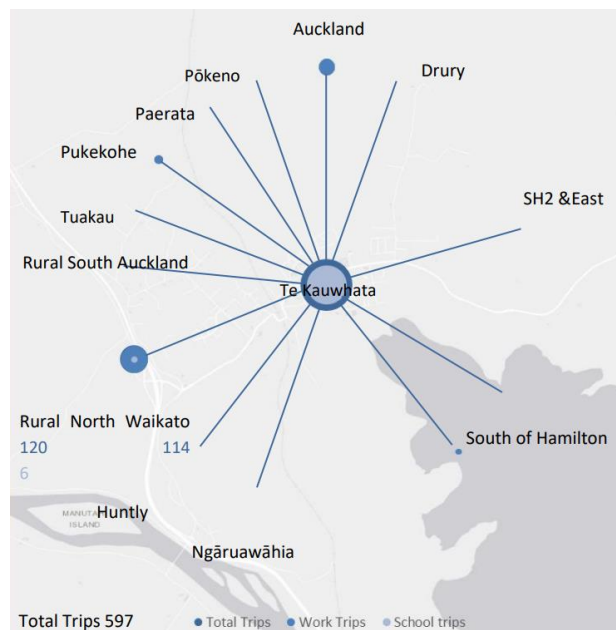 Auckland
Pōkeno
Drury
Paerata
Pukekohe
SH2 &East
Tuakau
Rural South Auckland
Te Kauwhata
Rural North Waikato
120 114
6
South of Hamilton
MANIUTA
ISLAND
Huntly
Ngāruawāhia
Total Trips 597
Total Trips Work Trips School trips